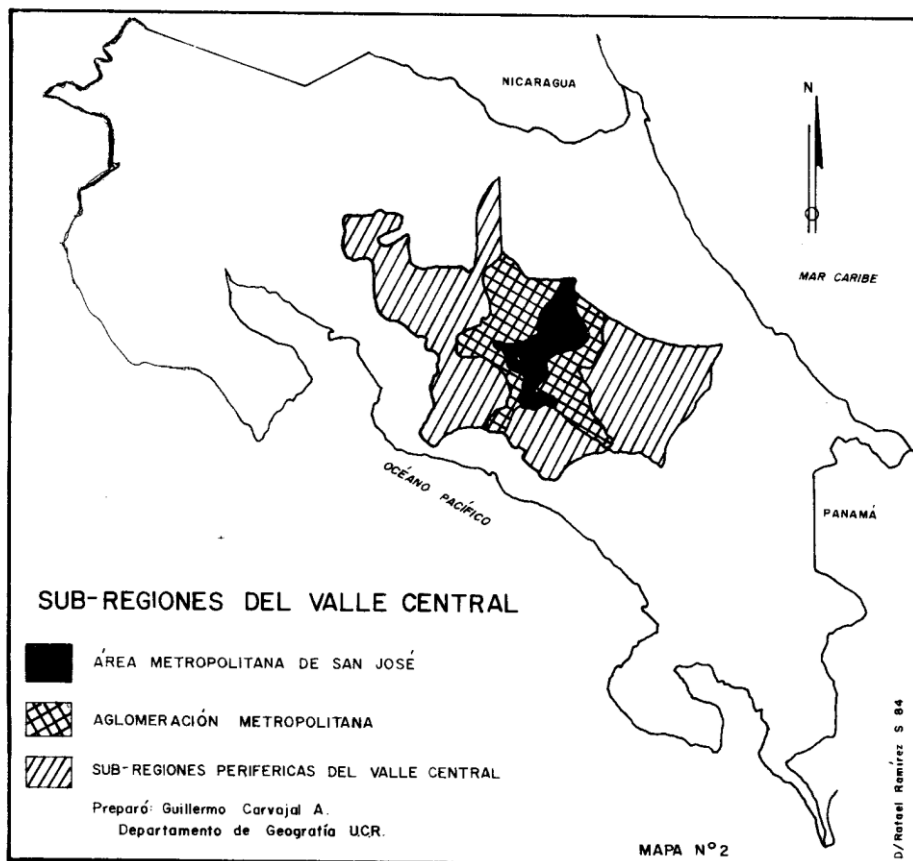 NICARAGUA
N
MAR CARIBE
OCÉANO PACÍFICO
PANAMÁ
SUB-REGIONES DEL VALLE CENTRAL
ÁREA METROPOLITANA DE SAN JOSÉ
AGLOMERACIÓN METROPOLITANA
SUB-REGIONES PERIFERICAS DEL VALLE CENTRAL
Preparó: Guillermo Carvajal A.
Departamento de Geografía U.C.R.
MAPA Nº2
D/Rafael Ramírez S 84